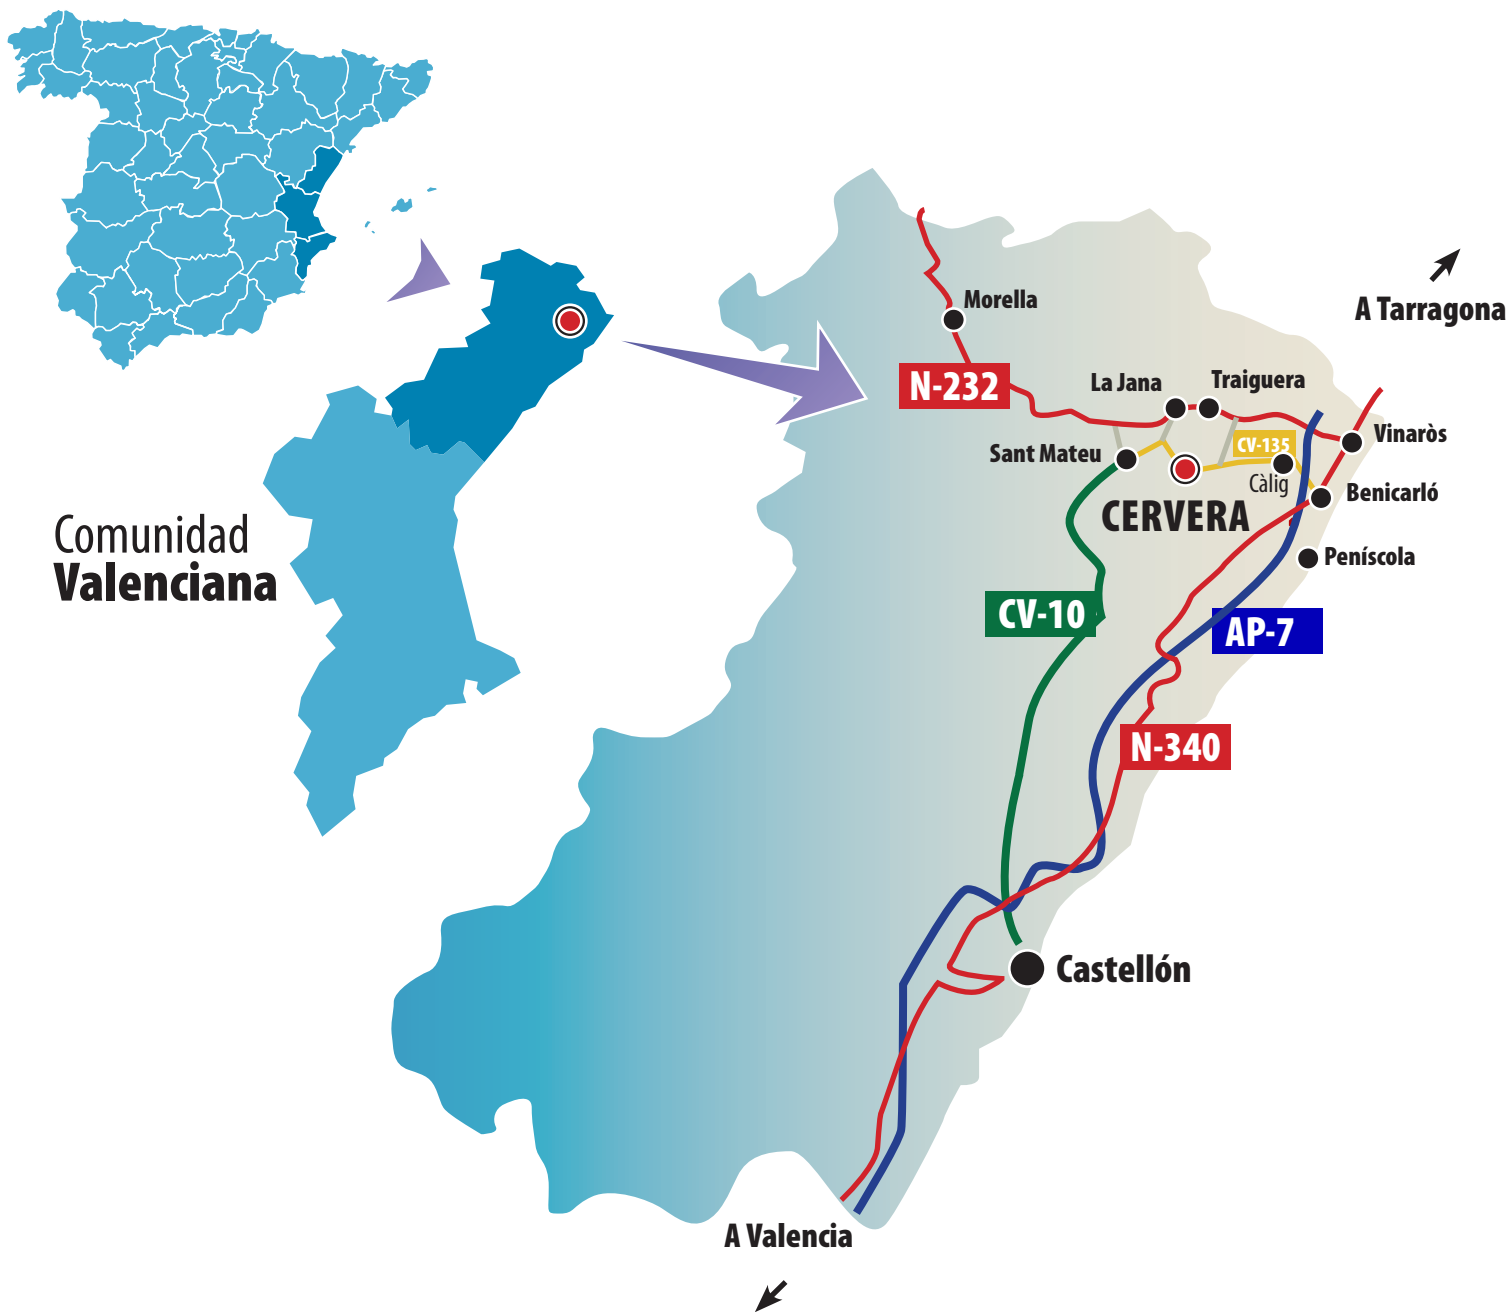 A Tarragona
Morella
N-232
La Jana
Traiguera
Vinaròs
CV-135
Sant Mateu
Càlig
Benicarló
CERVERA
Comunidad
Valenciana
Peníscola
CV-10
AP-7
N-340
Castellón
A Valencia